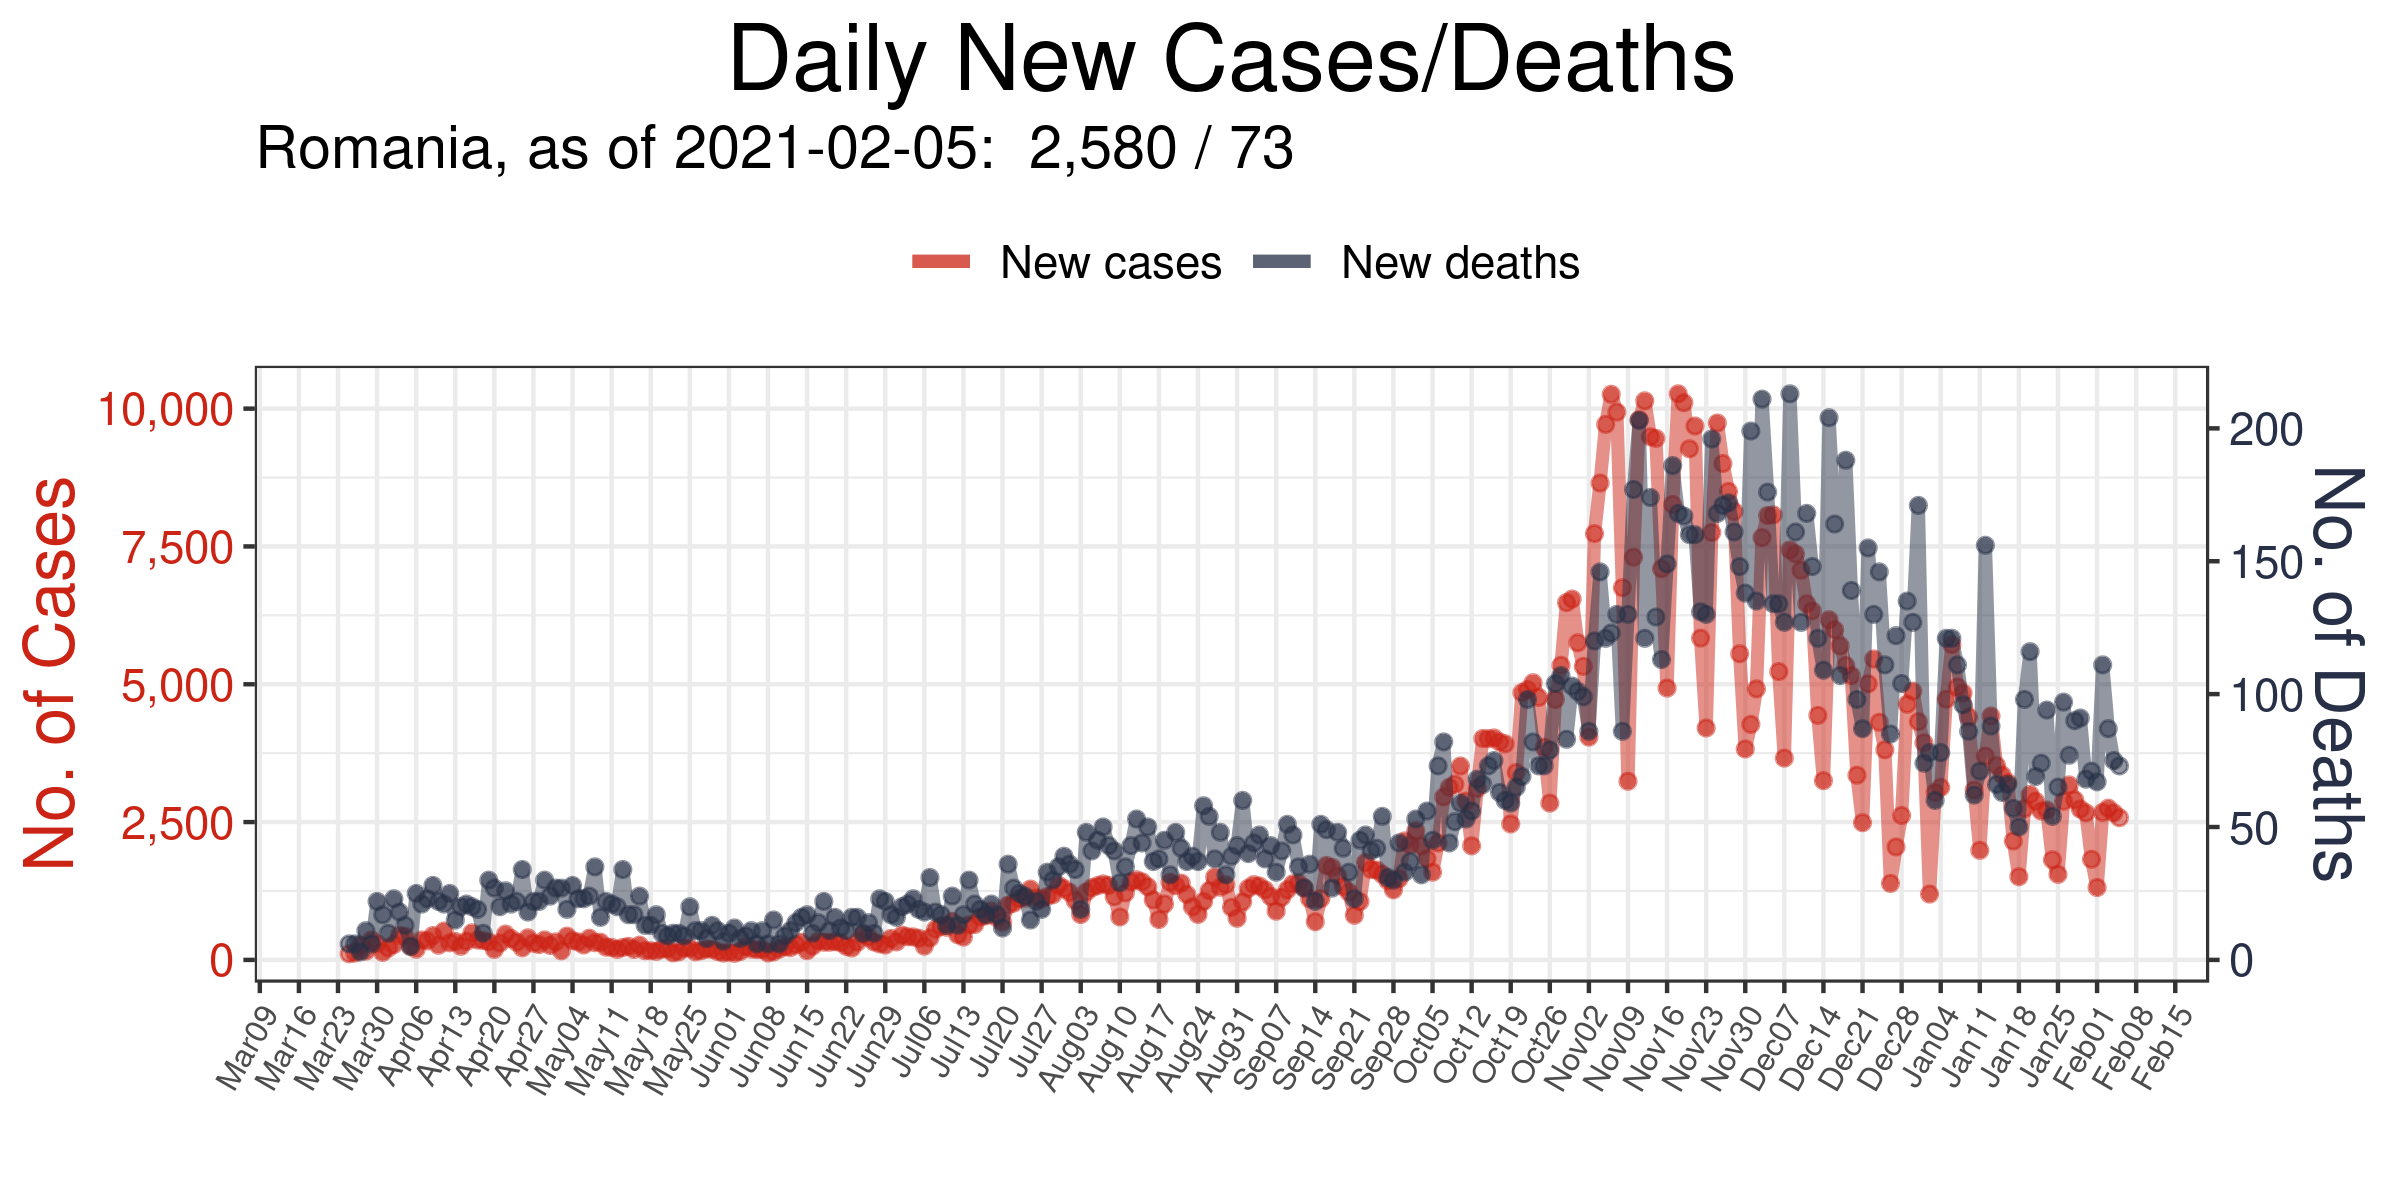 Daily New Cases/Deaths
Romania, as of 2021-02-05:  2,580 / 73
New cases
New deaths
No. of Cases
10,000
7,500
5,000
2,500
0
200
150
100
50
0
No. of Deaths
Mar09
Mar16
Mar23
Mar30
Apr06
Apr13
Apr20
Apr27
May04
May11
May18
May25
Jun01
Jun08
Jun15
Jun22
Jun29
Jul06
Jul13
Jul20
Jul27
Aug03
Aug10
Aug17
Aug24
Aug31
Sep07
Sep14
Sep21
Sep28
Oct05
Oct12
Oct19
Oct26
Nov02
Nov09
Nov16
Nov23
Nov30
Dec07
Dec14
Dec21
Dec28
Jan04
Jan11
Jan18
Jan25
Feb01
Feb08
Feb15